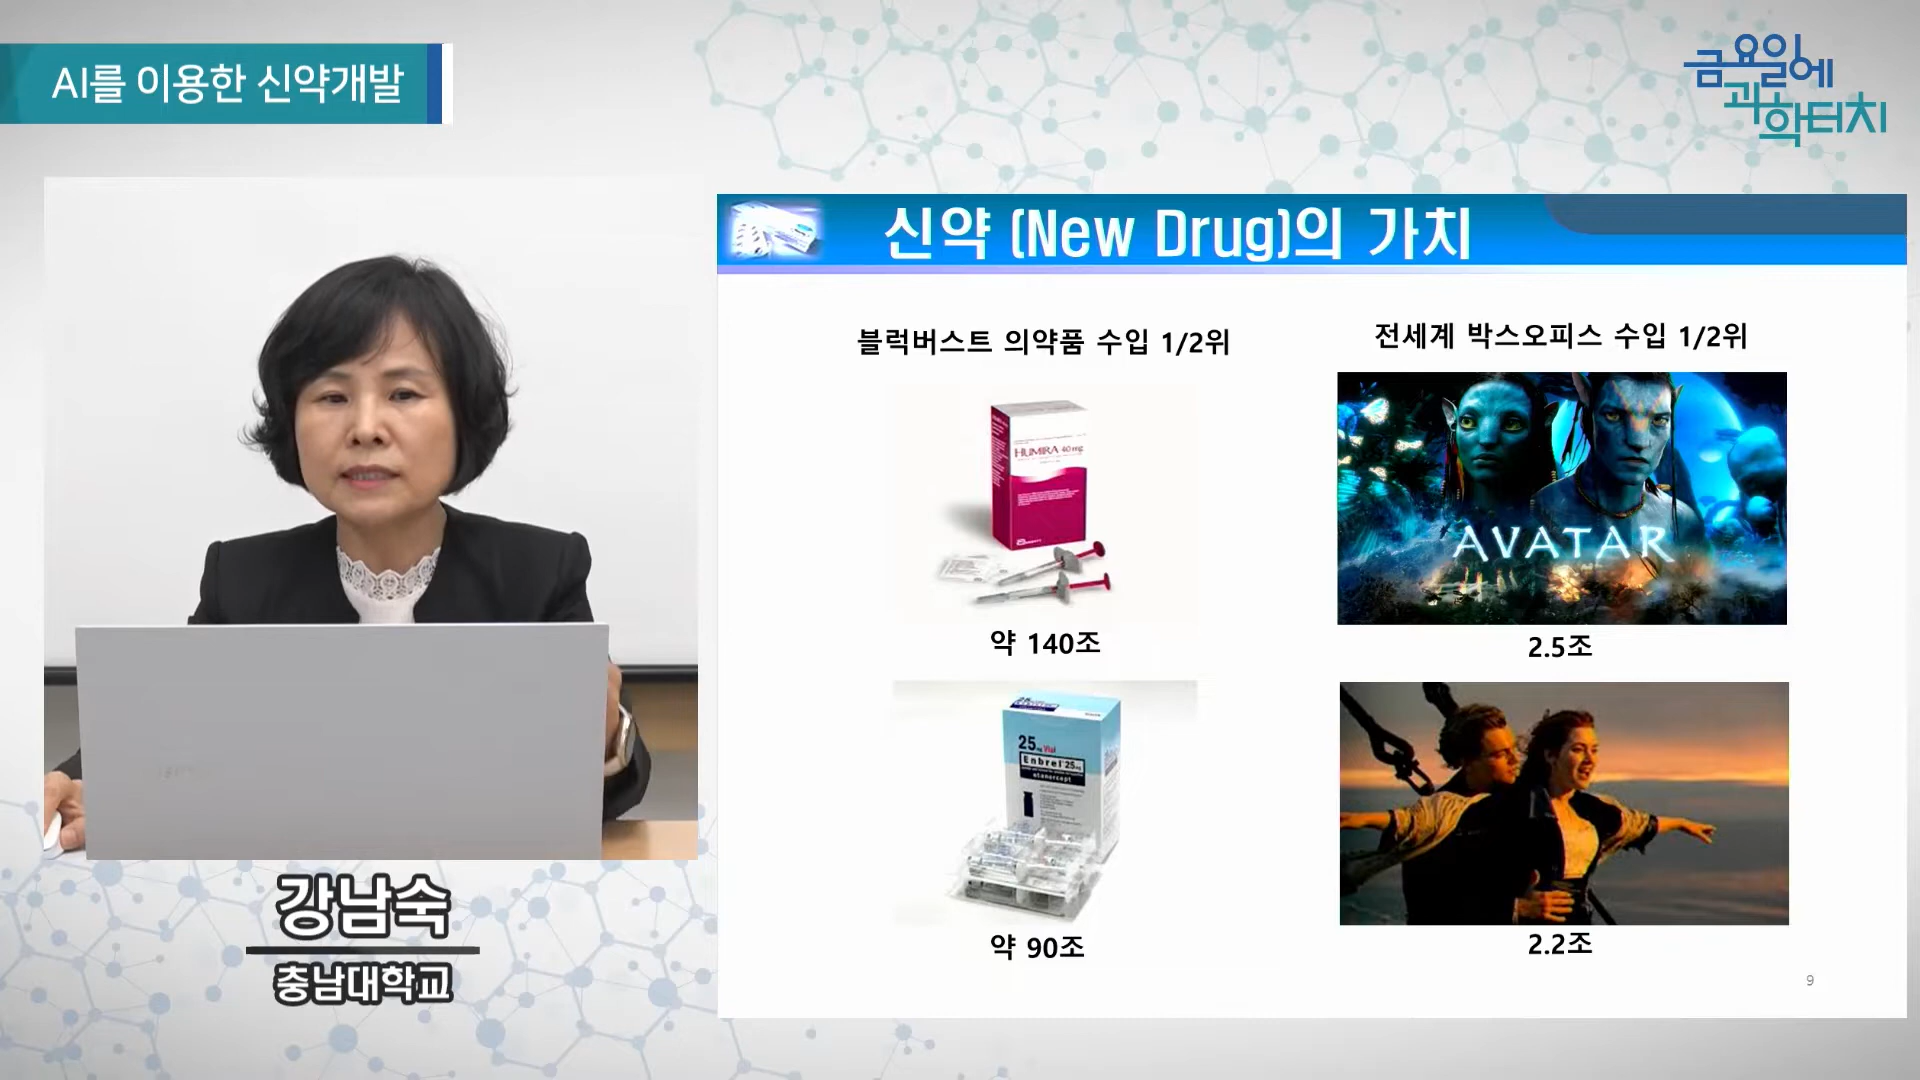 AI를 이용한 신약개발
금요일에
과학터치
신약 (New Drug)의 가치
블럭버스트 의약품 수입 1/2위
전세계 박스오피스 수입 1/2위
HUMIRA 40 mg
AVATAR
약 140조
2.5조
25 mg Vial
Enbrel 25mg
etanercept
약 90조
2.2조
9
강남숙
충남대학교